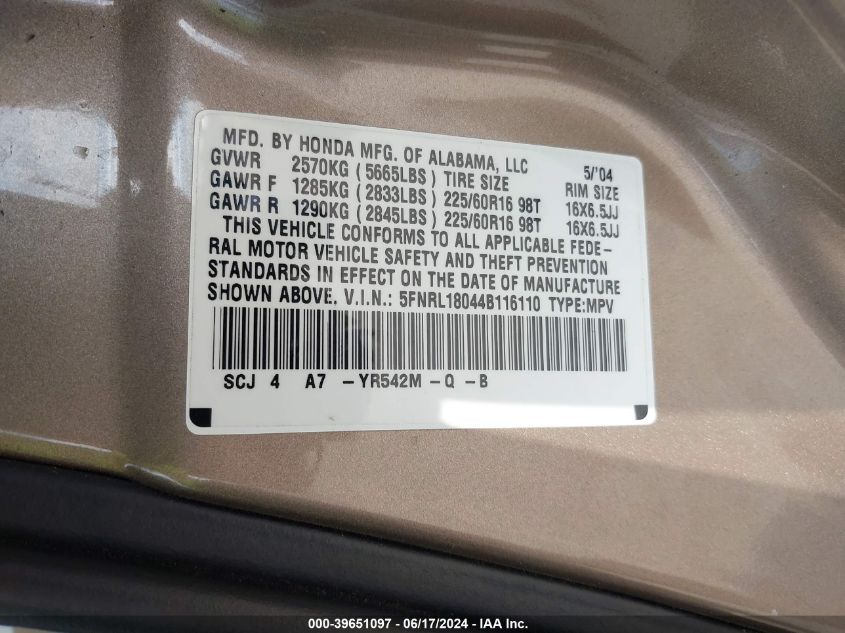 MFD. BY HONDA MFG. OF ALABAMA, LLC 5/'04
GVWR 2570KG (5665LBS) TIRE SIZE RIM SIZE
GAWR F 1285KG (2833LBS) 225/60R16 98T 16X6.5JJ
GAWR R 1290KG (2845LBS) 225/60R16 98T 16X6.5JJ
THIS VEHICLE CONFORMS TO ALL APPLICABLE FEDE-
RAL MOTOR VEHICLE SAFETY AND THEFT PREVENTION
STANDARDS IN EFFECT ON THE DATE OF MANUFACTURE
SHOWN ABOVE. V.I.N.: 5FNRL18044B116110 TYPE:MPV
SCJ 4 A7 -YR542M -Q -B
000-39651097 - 06/17/2024 - IAA Inc.